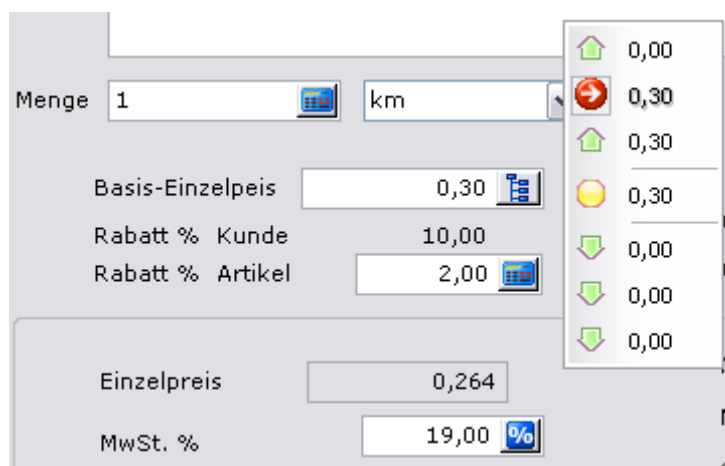 0,00
Menge 1 km 0,30
0,30
Basis-Einzelpeis 0,30 0,30
Rabatt % Kunde 10,00 0,00
Rabatt % Artikel 2,00 0,00
0,00
Einzelpreis 0,264
MwSt. % 19,00 %